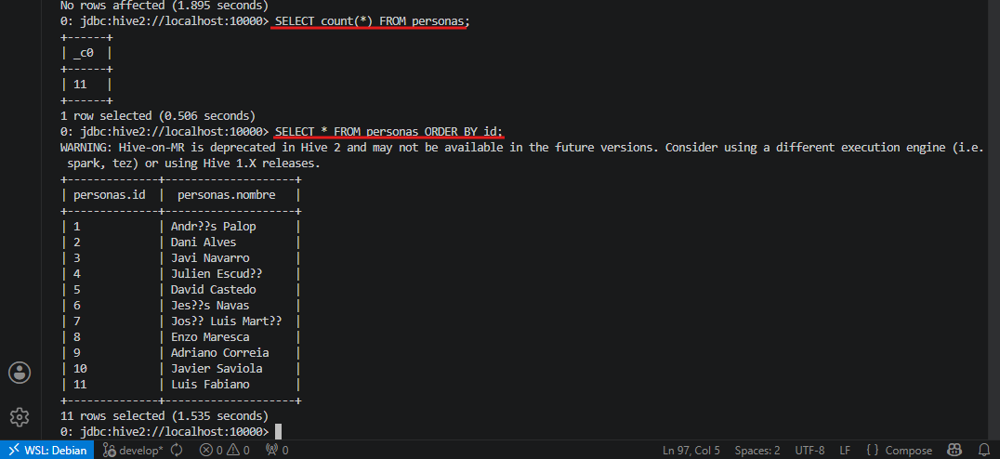 No rows affected (1.895 seconds)
0: jdbc:hive2://localhost:10000> SELECT count(*) FROM personas;
+------+
| _c0  |
+------+
| 11   |
+------+
1 row selected (0.506 seconds)
0: jdbc:hive2://localhost:10000> SELECT * FROM personas ORDER BY id;
WARNING: Hive-on-MR is deprecated in Hive 2 and may not be available in the future versions. Consider using a different execution engine (i.e.
 spark, tez) or using Hive 1.X releases.
+--------------+-------------------+
| personas.id  |  personas.nombre  |
+--------------+-------------------+
| 1            | Andr??s Palop     |
| 2            | Dani Alves        |
| 3            | Javi Navarro      |
| 4            | Julien Escud??    |
| 5            | David Castedo     |
| 6            | Jes??s Navas      |
| 7            | Jos?? Luis Mart??  |
| 8            | Enzo Maresca      |
| 9            | Adriano Correia   |
| 10           | Javier Saviola    |
| 11           | Luis Fabiano      |
+--------------+-------------------+
11 rows selected (1.535 seconds)
0: jdbc:hive2://localhost:10000>
WSL: Debian develop* 0 0 0 Ln 97, Col 5 Spaces: 2 UTF-8 LF { } Compose